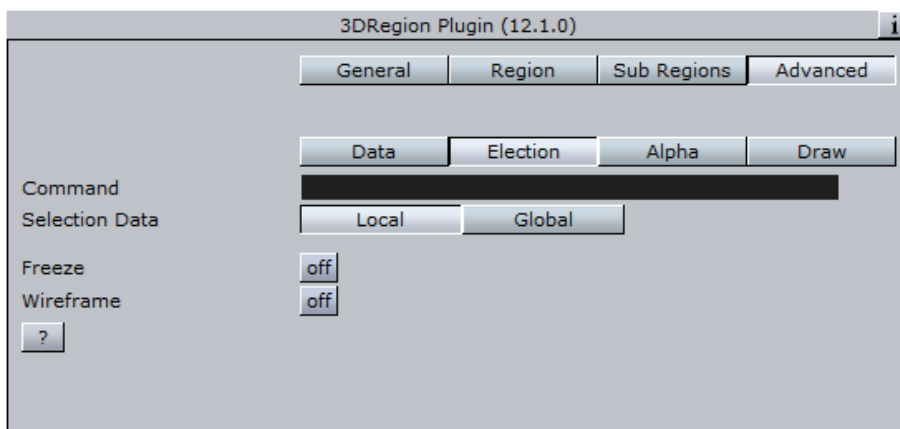 3DRegion Plugin (12.1.0) i
General Region Sub Regions Advanced
Data Election Alpha Draw
Command
Selection Data Local Global
Freeze off
Wireframe off
?